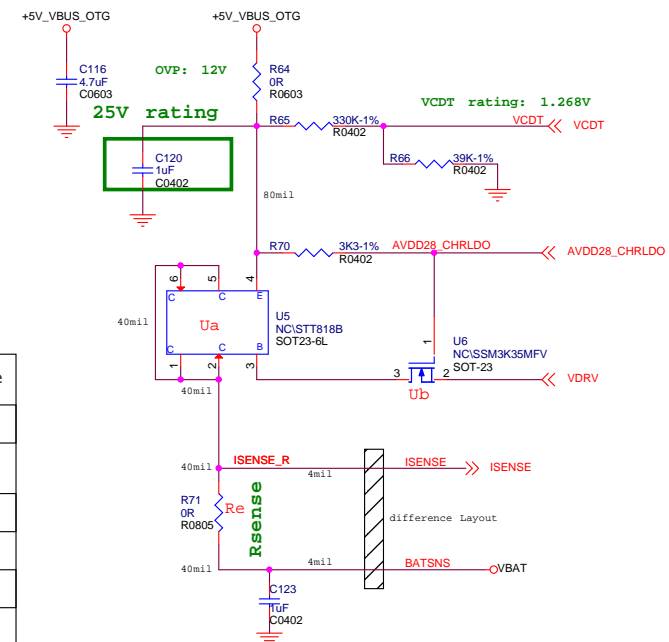 +5V_VBUS_OTG
+5V_VBUS_OTG
C116
4.7uF
C0603
OVP: 12V
R64
0R
R0603
25V rating
VCDT rating: 1.268V
R65
330K-1%
R0402
VCDT
VCDT
C120
1uF
C0402
R66
39K-1%
R0402
80mil
R70
3K3-1%
R0402
AVDD28_CHRLDO
AVDD28_CHRLDO
6
5
4
C
C
E
40mil
Ua
U5
NC\STT818B
SOT23-6L
C
C
B
1
2
3
1
U6
NC\SSM3K35MFV
SOT-23
3
2
VDRV
Ub
40mil
e
40mil
ISENSE_R
4mil
ISENSE
ISENSE
R71
0R
R0805
Re
Rsense
difference Layout
40mil
4mil
BATSNS
VBAT
C123
1uF
C0402